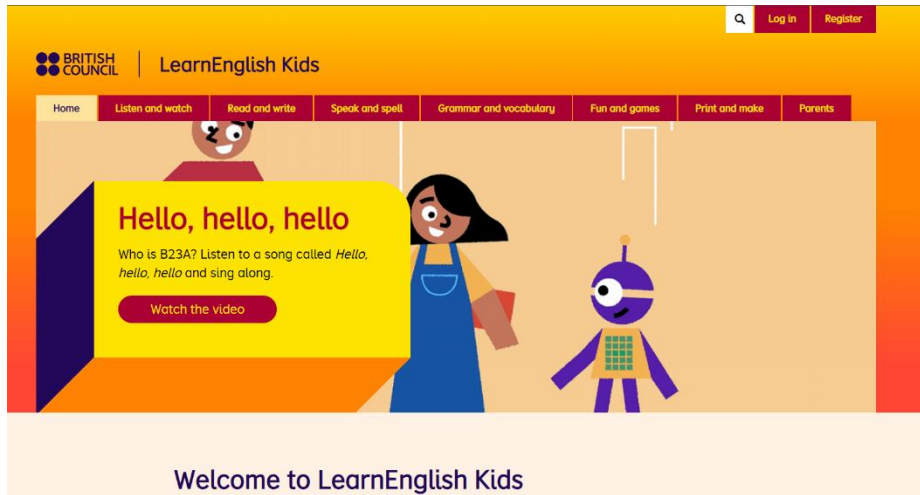 Log in Register
BRITISH
COUNCIL
LearnEnglish Kids
Home Listen and watch Read and write Speak and spell Grammar and vocabulary Fun and games Print and make Parents
Hello, hello, hello
Who is B23A? Listen to a song called Hello,
hello, hello and sing along.
Watch the video
Welcome to LearnEnglish Kids